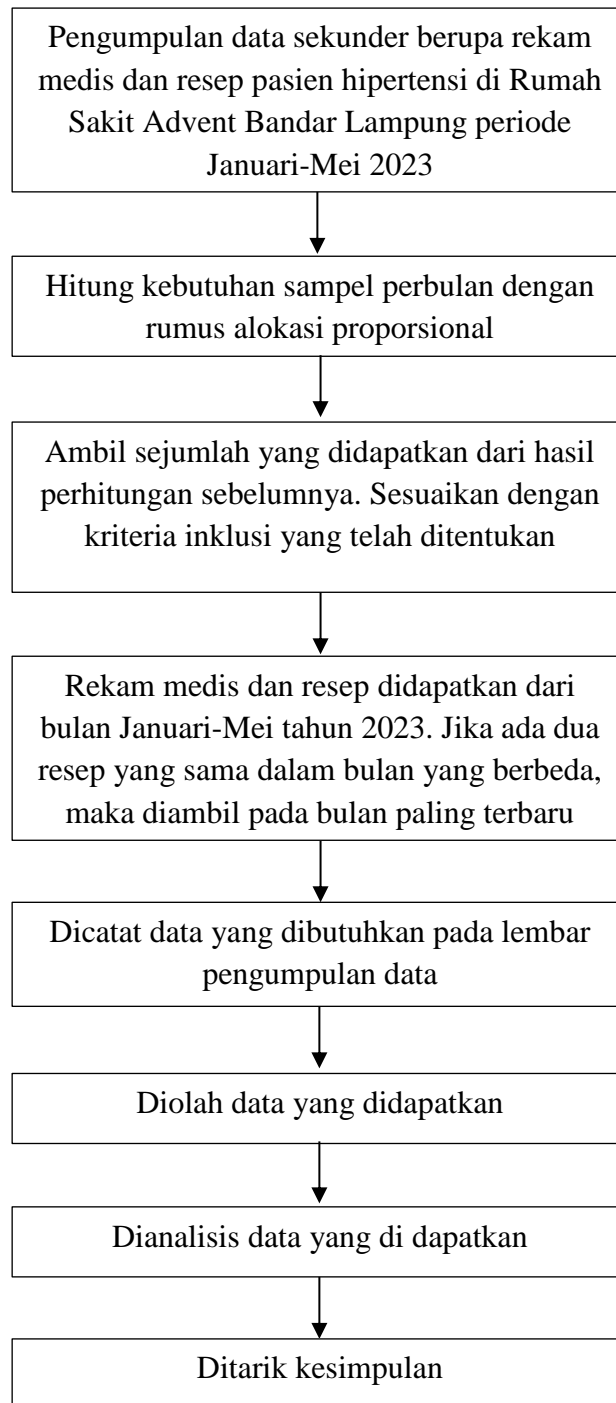 Pengumpulan data sekunder berupa rekam
medis dan resep pasien hipertensi di Rumah
Sakit Advent Bandar Lampung periode
Januari-Mei 2023
Hitung kebutuhan sampel perbulan dengan
rumus alokasi proporsional
Ambil sejumlah yang didapatkan dari hasil
perhitungan sebelumnya. Sesuaikan dengan
kriteria inklusi yang telah ditentukan
Rekam medis dan resep didapatkan dari
bulan Januari-Mei tahun 2023. Jika ada dua
resep yang sama dalam bulan yang berbeda,
maka diambil pada bulan paling terbaru
Dicatat data yang dibutuhkan pada lembar
pengumpulan data
Diolah data yang didapatkan
Dianalisis data yang di dapatkan
Ditarik kesimpulan